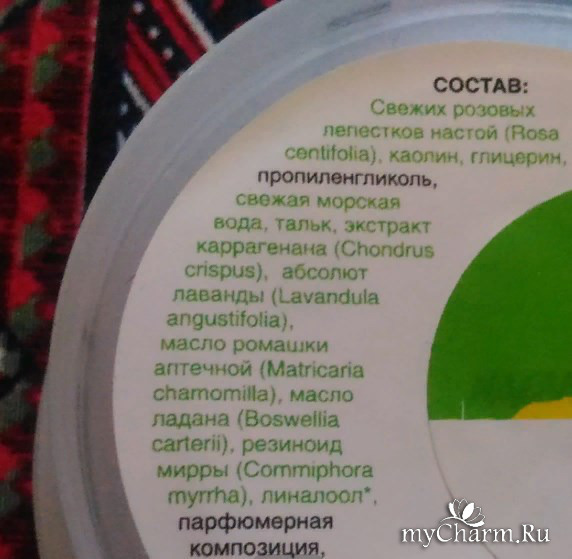 СОСТАВ:
Свежих розовых
лепестков настой (Rosa
centifolia), каолин, глицерин,
пропиленгликоль,
свежая морская
вода, тальк, экстракт
каррагенана (Chondrus
crispus), абсолют
лаванды (Lavandula
angustifolia),
масло ромашки
аптечной (Matricaria
chamomilla), масло
ладана (Boswellia
carterii), резиноид
мирры (Commiphora
myrrha), линалоол*,
парфюмерная
композиция,
myCharm.Ru